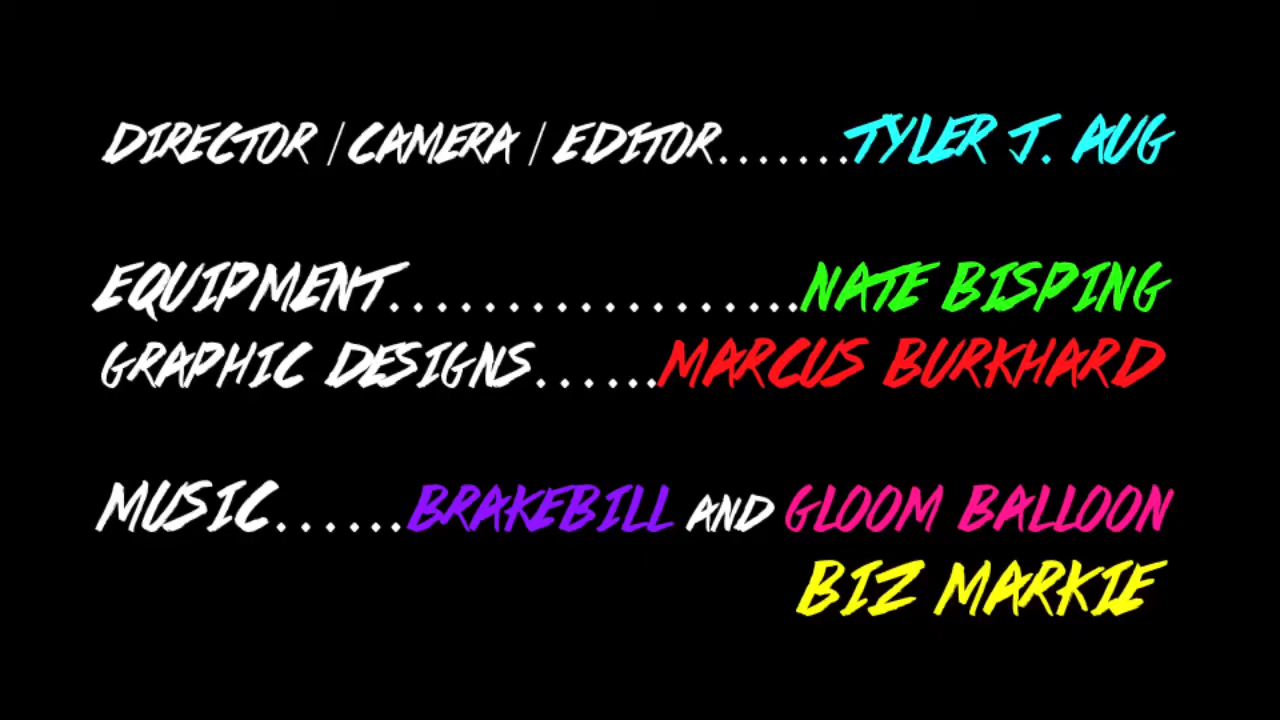 DIRECTOR / CAMERA / EDITOR.......TYLER J. AUG
EQUIPMENT..................NATE BISPING
GRAPHIC DESIGNS......MARCUS BURKHARD
MUSIC......BRAKEBILL AND GLOOM BALLOON
BIZ MARKIE